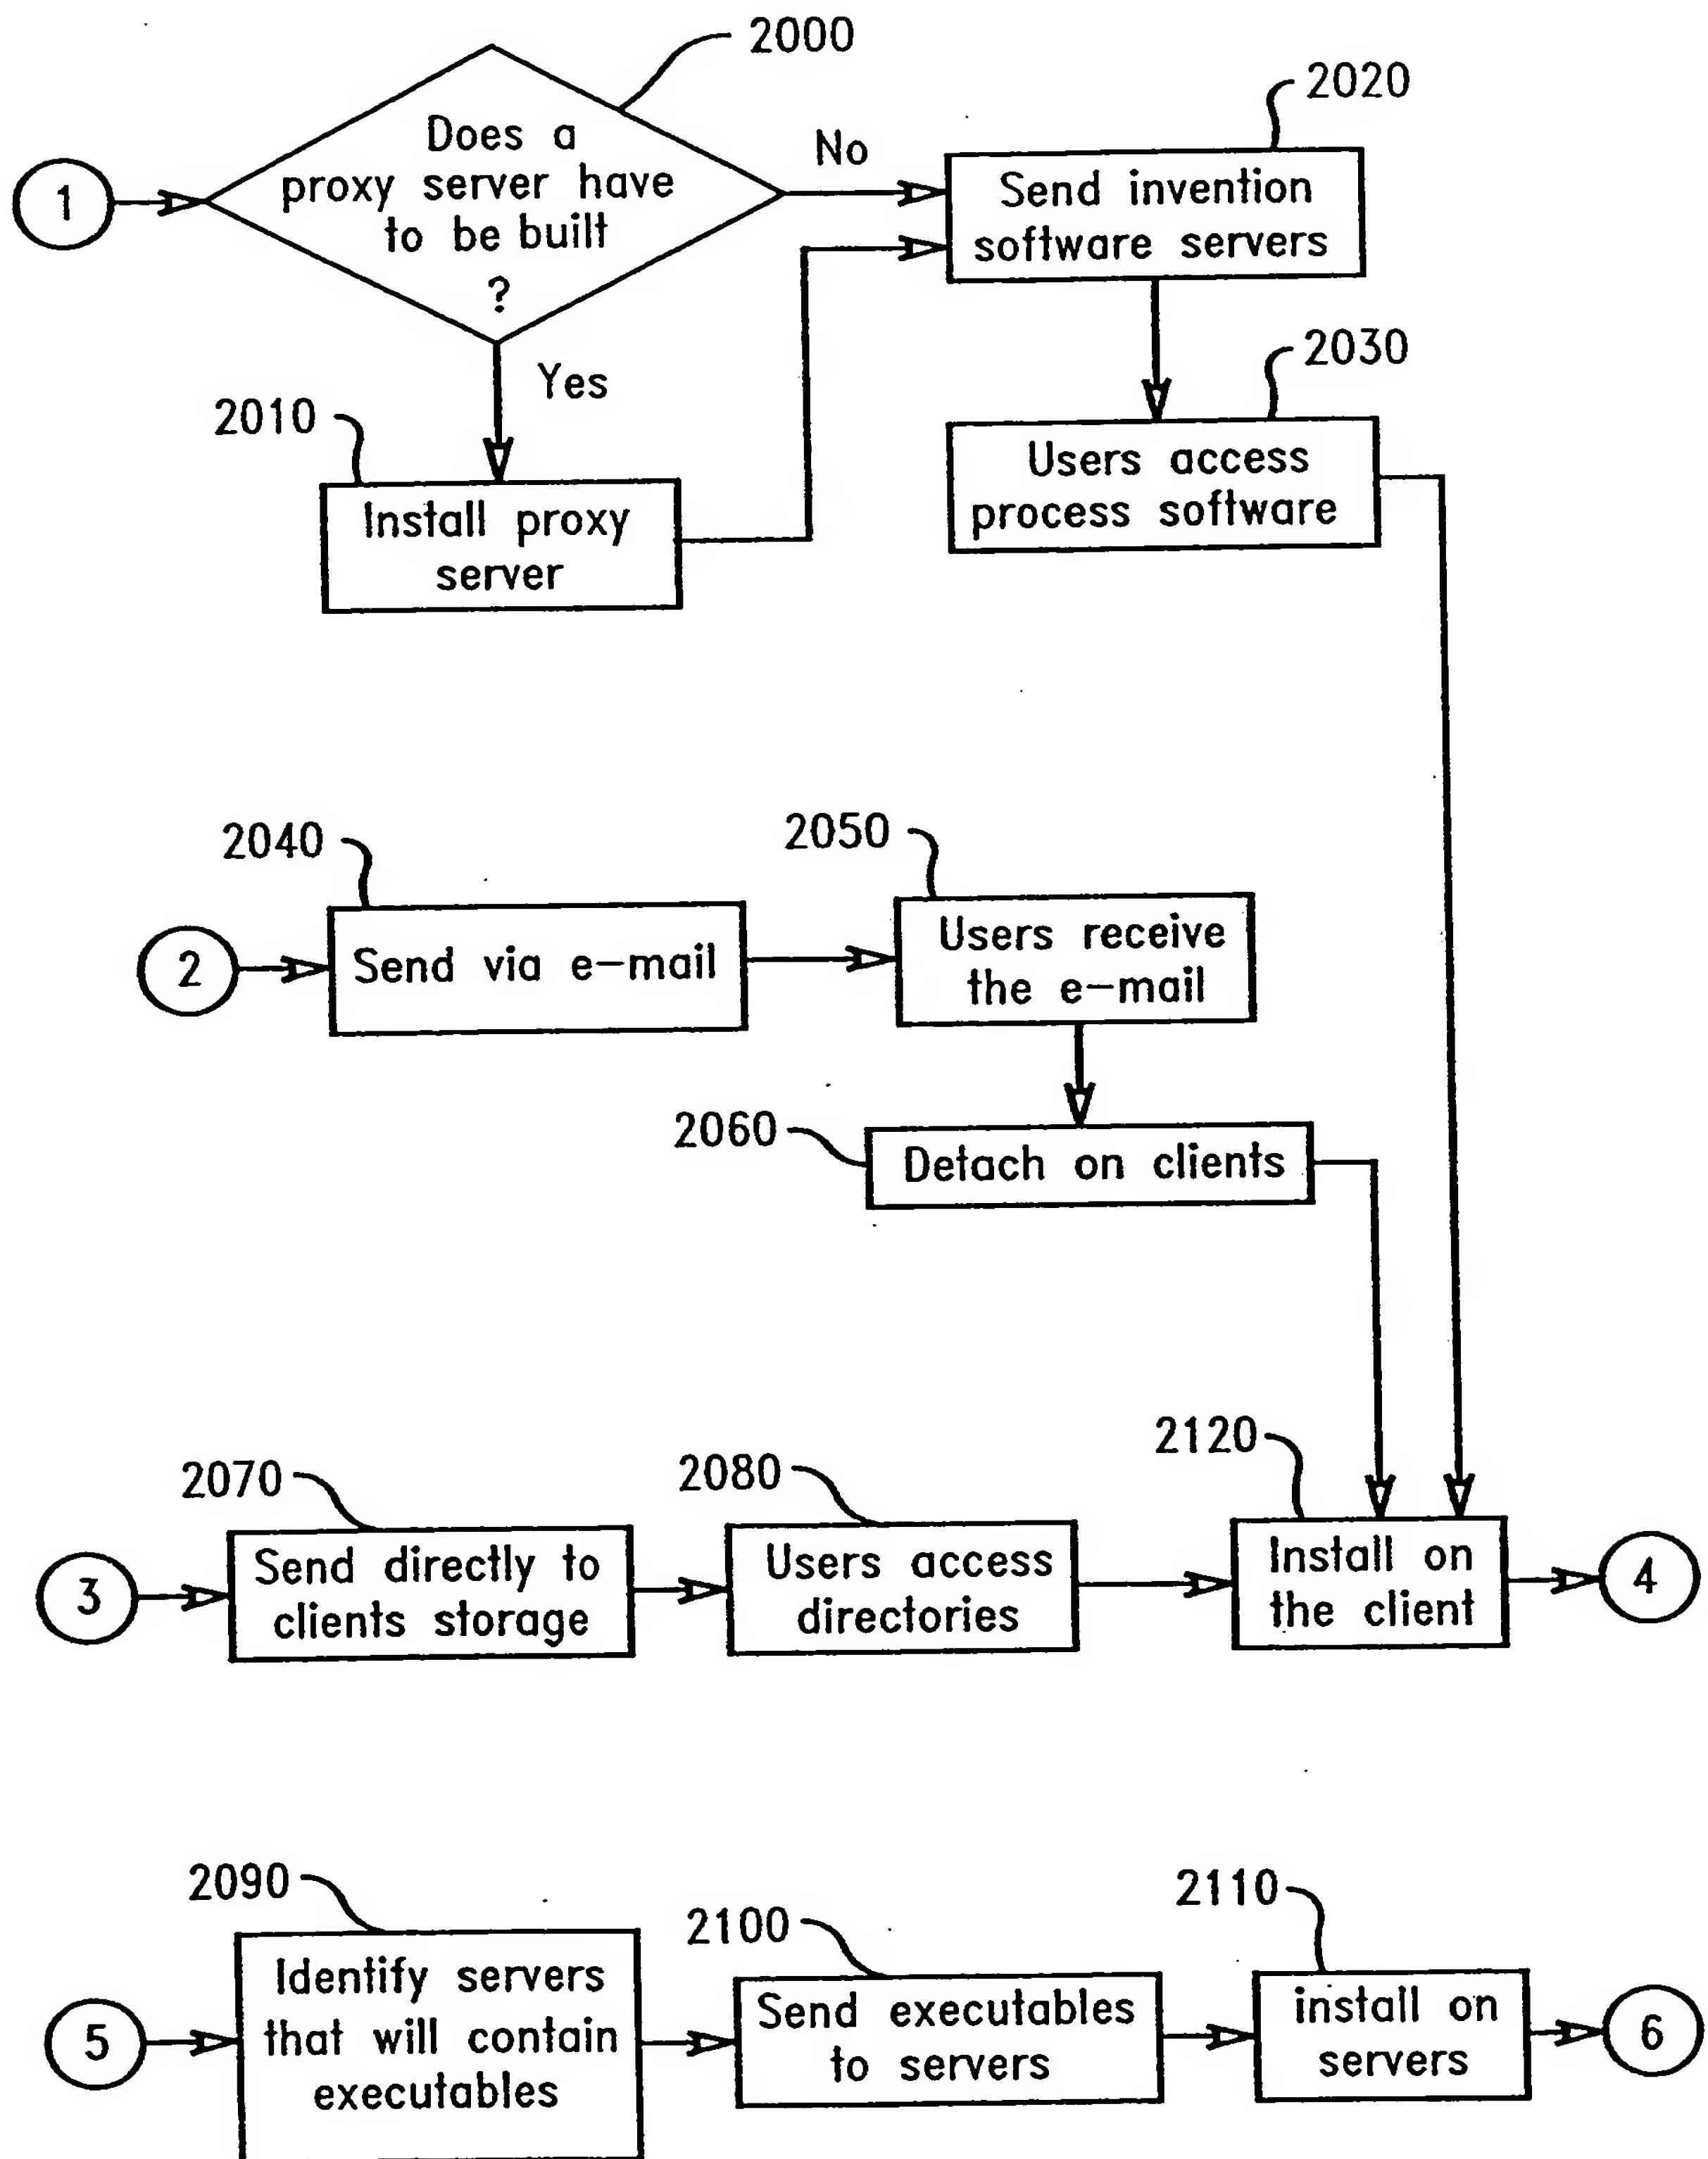 2000
Does a
proxy server have
to be built
?
1
No
Yes
2020
Send invention
software servers
2030
Users access
process software
2010
Install proxy
server
2040
2
Send via e-mail
2050
Users receive
the e-mail
2060
Detach on clients
2070
3
Send directly to
clients storage
2080
Users access
directories
2120
Install on
the client
4
2090
5
Identify servers
that will contain
executables
2100
Send executables
to servers
2110
install on
servers
6